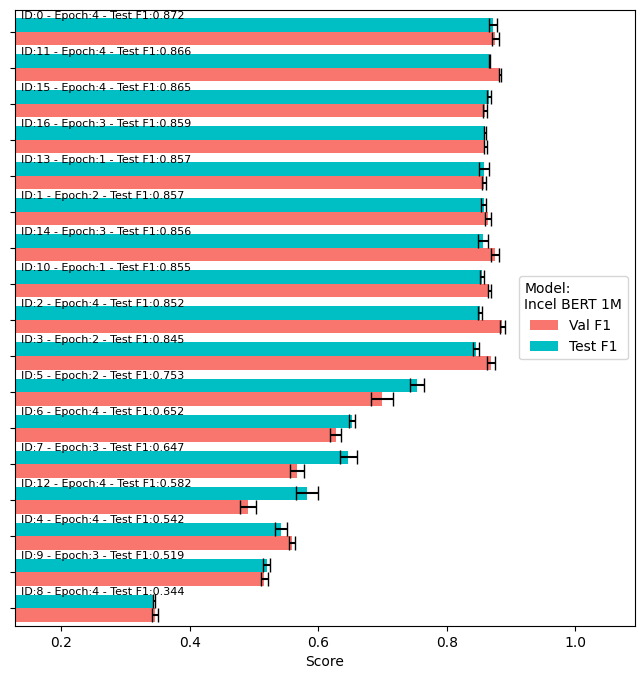 ID:0 - Epoch:4 - Test F1:0.872
ID:11 - Epoch:4 - Test F1:0.866
ID:15 - Epoch:4 - Test F1:0.865
ID:16 - Epoch:3 - Test F1:0.859
ID:13 - Epoch:1 - Test F1:0.857
ID:1 - Epoch:2 - Test F1:0.857
ID:14 - Epoch:3 - Test F1:0.856
ID:10 - Epoch:1 - Test F1:0.855
ID:2 - Epoch:4 - Test F1:0.852
ID:3 - Epoch:2 - Test F1:0.845
ID:5 - Epoch:2 - Test F1:0.753
ID:6 - Epoch:4 - Test F1:0.652
ID:7 - Epoch:3 - Test F1:0.647
ID:12 - Epoch:4 - Test F1:0.582
ID:4 - Epoch:4 - Test F1:0.542
ID:9 - Epoch:3 - Test F1:0.519
ID:8 - Epoch:4 - Test F1:0.344
Model:
Incel BERT 1M
Val F1
Test F1
0.2 0.4 0.6 0.8 1.0
Score